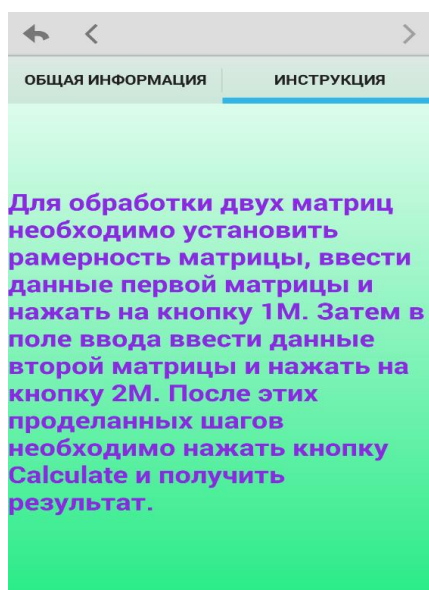 ОБЩАЯ ИНФОРМАЦИЯ ИНСТРУКЦИЯ
Для обработки двух матриц
необходимо установить
рамерность матрицы, ввести
данные первой матрицы и
нажать на кнопку 1М. Затем в
поле ввода ввести данные
второй матрицы и нажать на
кнопку 2М. После этих
проделанных шагов
необходимо нажать кнопку
Calculate и получить
результат.